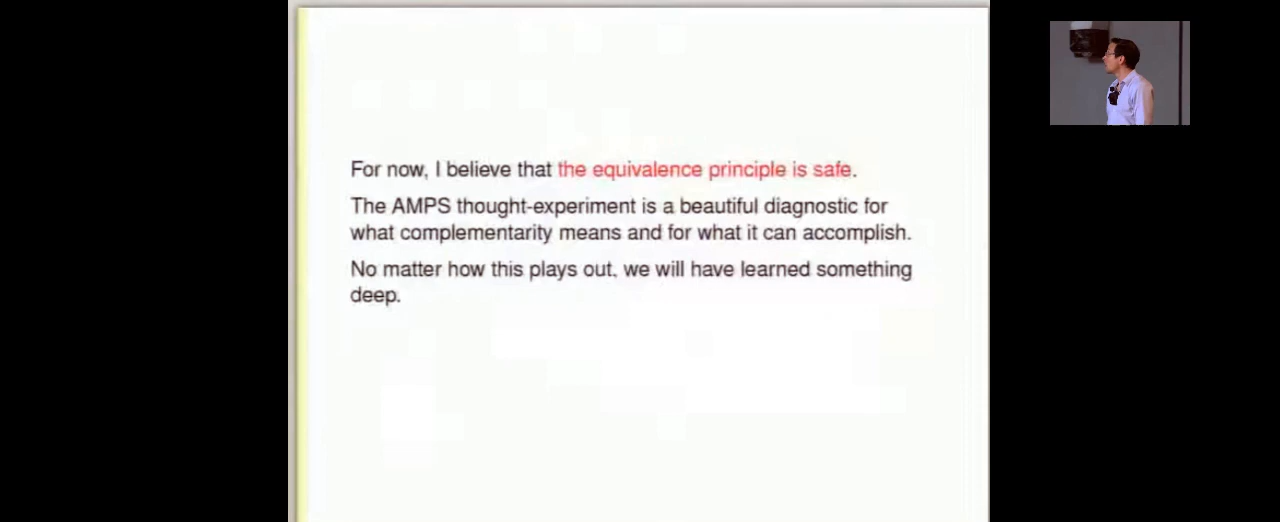 For now, I believe that the equivalence principle is safe.
The AMPS thought-experiment is a beautiful diagnostic for
what complementarity means and for what it can accomplish.
No matter how this plays out, we will have learned something
deep.